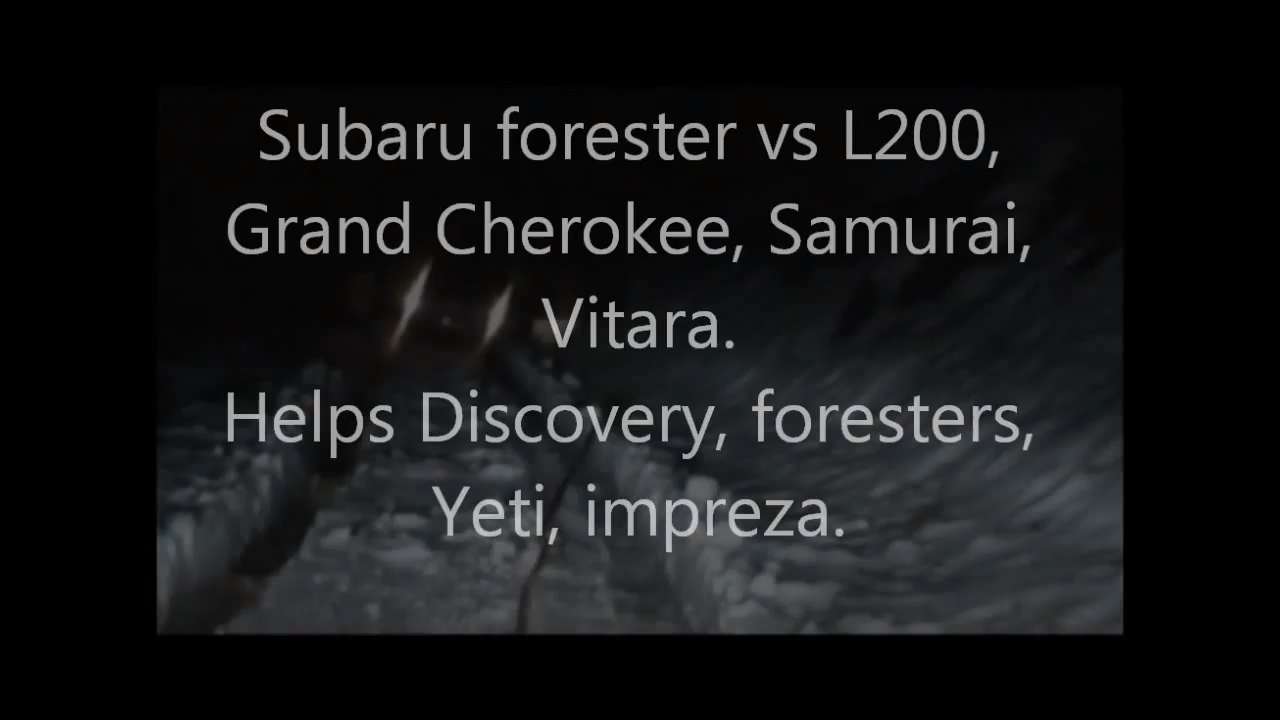 Subaru forester vs L200,
Grand Cherokee, Samurai,
Vitara.
Helps Discovery, foresters,
Yeti, impreza.